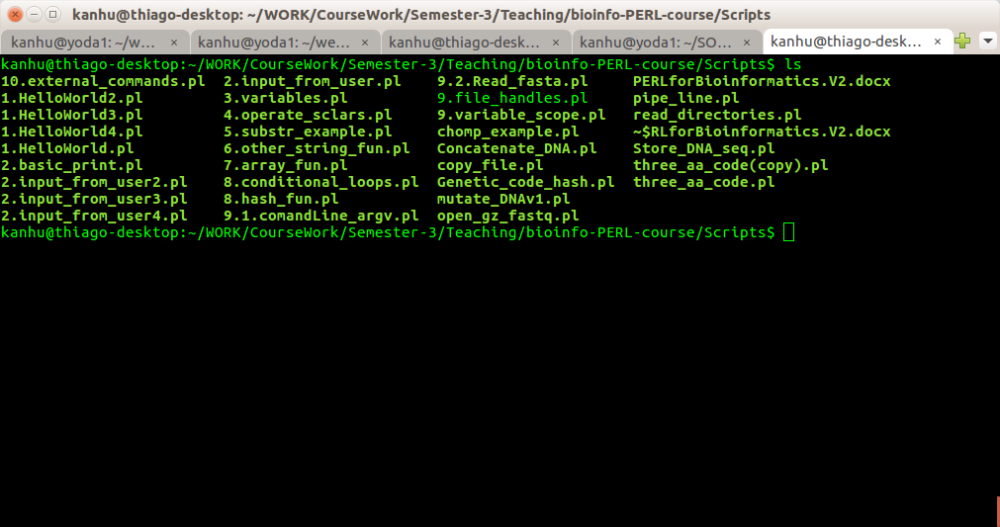 kanhu@thiago-desktop: ~/WORK/CourseWork/Semester-3/Teaching/bioinfo-PERL-course/Scripts
kanhu@yoda1: ~/w... × kanhu@yoda1: ~/we... × kanhu@thiago-desk... × kanhu@yoda1: ~/SO... × kanhu@thiago-desk... ×
kanhu@thiago-desktop:~/WORK/CourseWork/Semester-3/Teaching/bioinfo-PERL-course/Scripts$ ls
10.external_commands.pl 2.input_from_user.pl 9.2.Read_fasta.pl PERLforBioinformatics.V2.docx
1.HelloWorld2.pl 3.variables.pl 9.file_handles.pl pipe_line.pl
1.HelloWorld3.pl 4.operate_sclars.pl 9.variable_scope.pl read_directories.pl
1.HelloWorld4.pl 5.substr_example.pl chomp_example.pl ~$RLforBioinformatics.V2.docx
1.HelloWorld.pl 6.other_string_fun.pl Concatenate_DNA.pl Store_DNA_seq.pl
2.basic_print.pl 7.array_fun.pl copy_file.pl three_aa_code(copy).pl
2.input_from_user2.pl 8.conditional_loops.pl Genetic_code_hash.pl three_aa_code.pl
2.input_from_user3.pl 8.hash_fun.pl mutate_DNAv1.pl
2.input_from_user4.pl 9.1.comandLine_argv.pl open_gz_fastq.pl
kanhu@thiago-desktop:~/WORK/CourseWork/Semester-3/Teaching/bioinfo-PERL-course/Scripts$